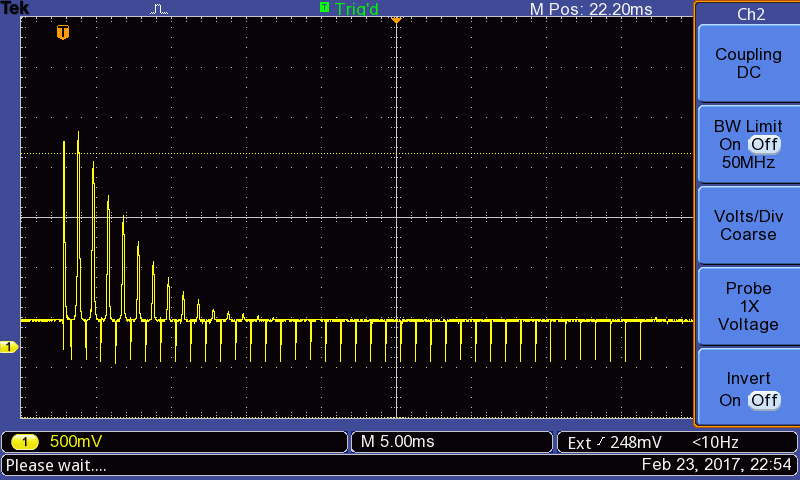 Tek T Trig'd M Pos: 22.20ms Ch2
T
Coupling
DC
BW Limit
On Off
50MHz
Volts/Div
Coarse
Probe
1X
Voltage
1
Invert
On Off
1 500mV M 5.00ms Ext 248mV <10Hz
Please wait.... Feb 23, 2017, 22:54